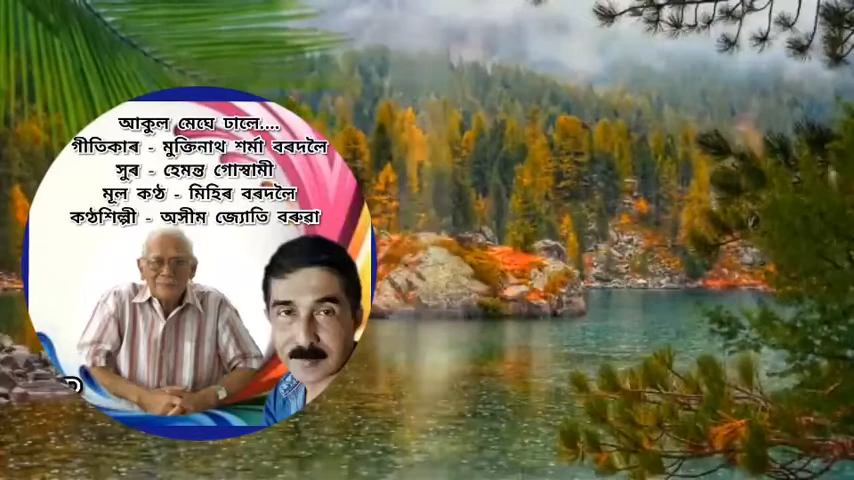 আকুল মেঘে ঢালে....
গীতিকাৰ - মুক্তিনাথ শৰ্মা বৰদলৈ
সুৰ - হেমন্ত গোস্বামী
মূল কণ্ঠ - মিহিৰ বৰদলৈ
কণ্ঠশিল্পী - অসীম জ্যোতি বৰুৱা